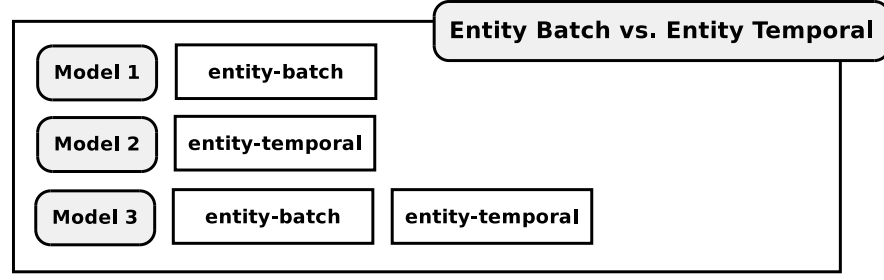 Entity Batch vs. Entity Temporal
Model 1 entity-batch
Model 2 entity-temporal
Model 3 entity-batch entity-temporal